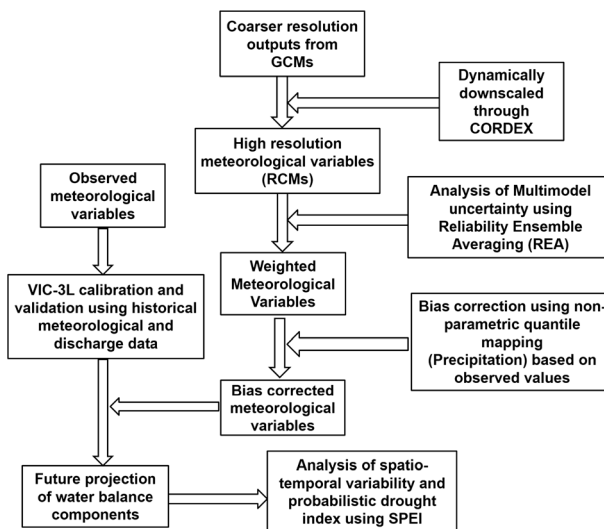 Coarser resolution
outputs from
GCMs
Dynamically
downscaled
through
CORDEX
High resolution
meteorological variables
(RCMs)
Observed
meteorological
variables
Analysis of Multimodel
uncertainty using
Reliability Ensemble
Averaging (REA)
Weighted
Meteorological
Variables
VIC-3L calibration and
validation using historical
meteorological and
discharge data
Bias correction using non-
parametric quantile
mapping
(Precipitation) based on
observed values
Bias corrected
meteorological
variables
Future projection
of water balance
components
Analysis of spatio-
temporal variability and
probabilistic drought
index using SPEI